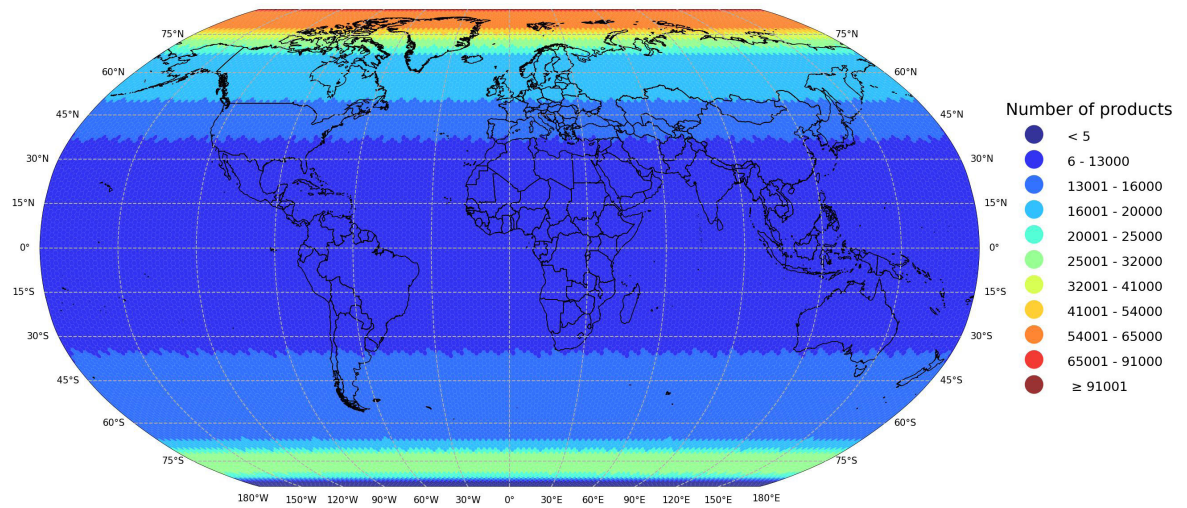 75°N
75°N
60°N
60°N
45°N
45°N
30°N
30°N
15°N
15°N
0°
0°
15°S
15°S
30°S
30°S
45°S
45°S
60°S
60°S
75°S
75°S
180°W 150°W 120°W 90°W 60°W 30°W 0° 30°E 60°E 90°E 120°E 150°E 180°E
Number of products
< 5
6 - 13000
13001 - 16000
16001 - 20000
20001 - 25000
25001 - 32000
32001 - 41000
41001 - 54000
54001 - 65000
65001 - 91000
≥ 91001